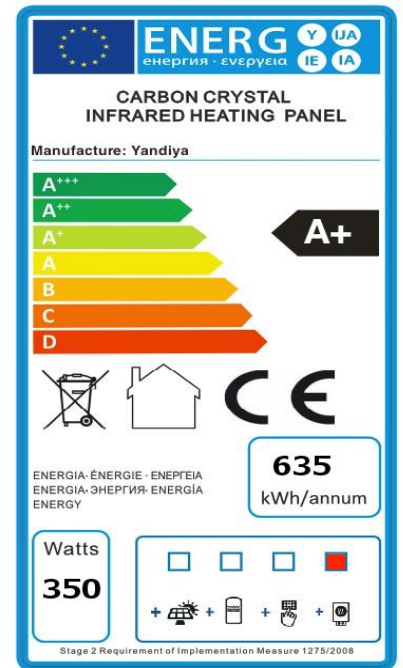 ENERG Y IJA
енергия · ενεργεια IE IA
CARBON CRYSTAL
INFRARED HEATING PANEL
Manufacture: Yandiya
A+++
A++
A+
A+
A
B
C
D
CE
635
kWh/annum
ENERGIA· ÉNERGIE · ΕΝΕΡΓΕΙΑ
ENERGIA· ЭНЕРГИЯ· ENERGÍA
ENERGY
Watts
350
+ + + +
Stage 2 Requirement of Implementation Measure 1275/2008